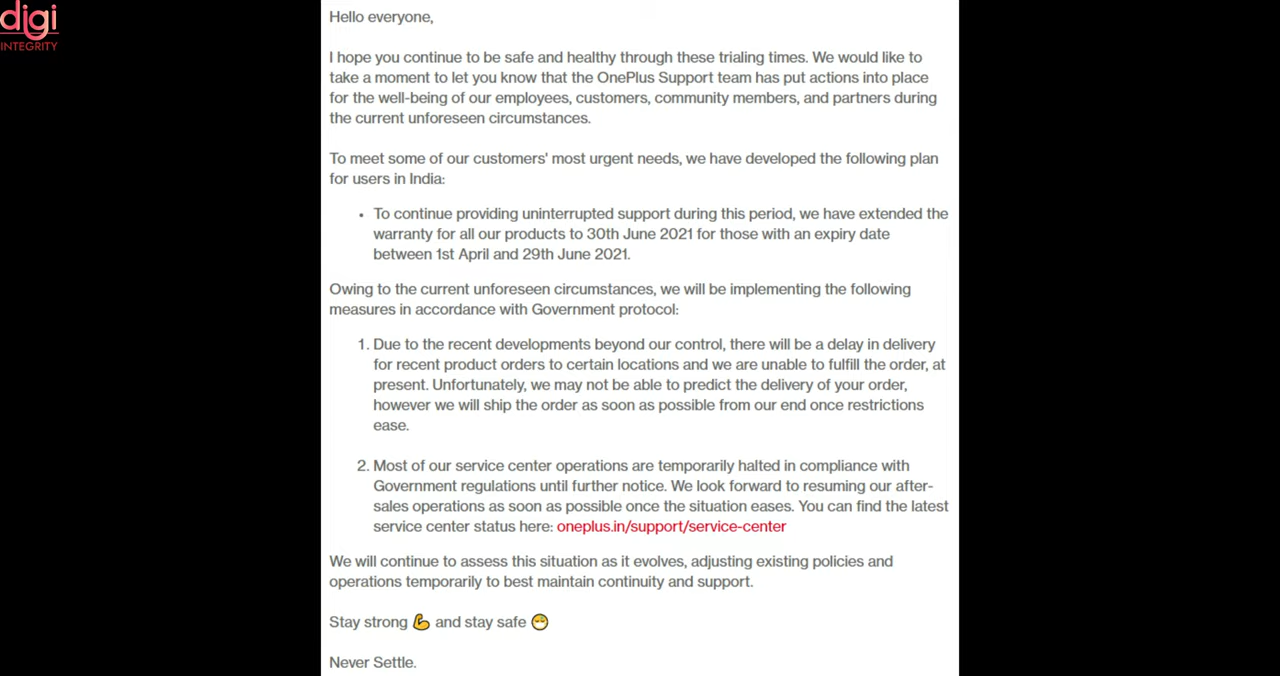 digi
INTEGRITY
Hello everyone,
I hope you continue to be safe and healthy through these trialing times. We would like to
take a moment to let you know that the OnePlus Support team has put actions into place
for the well-being of our employees, customers, community members, and partners during
the current unforeseen circumstances.
To meet some of our customers' most urgent needs, we have developed the following plan
for users in India:
• To continue providing uninterrupted support during this period, we have extended the
warranty for all our products to 30th June 2021 for those with an expiry date
between 1st April and 29th June 2021.
Owing to the current unforeseen circumstances, we will be implementing the following
measures in accordance with Government protocol:
1. Due to the recent developments beyond our control, there will be a delay in delivery
for recent product orders to certain locations and we are unable to fulfill the order, at
present. Unfortunately, we may not be able to predict the delivery of your order,
however we will ship the order as soon as possible from our end once restrictions
ease.
2. Most of our service center operations are temporarily halted in compliance with
Government regulations until further notice. We look forward to resuming our after-
sales operations as soon as possible once the situation eases. You can find the latest
service center status here: oneplus.in/support/service-center
We will continue to assess this situation as it evolves, adjusting existing policies and
operations temporarily to best maintain continuity and support.
Stay strong 💪 and stay safe 😷
Never Settle.